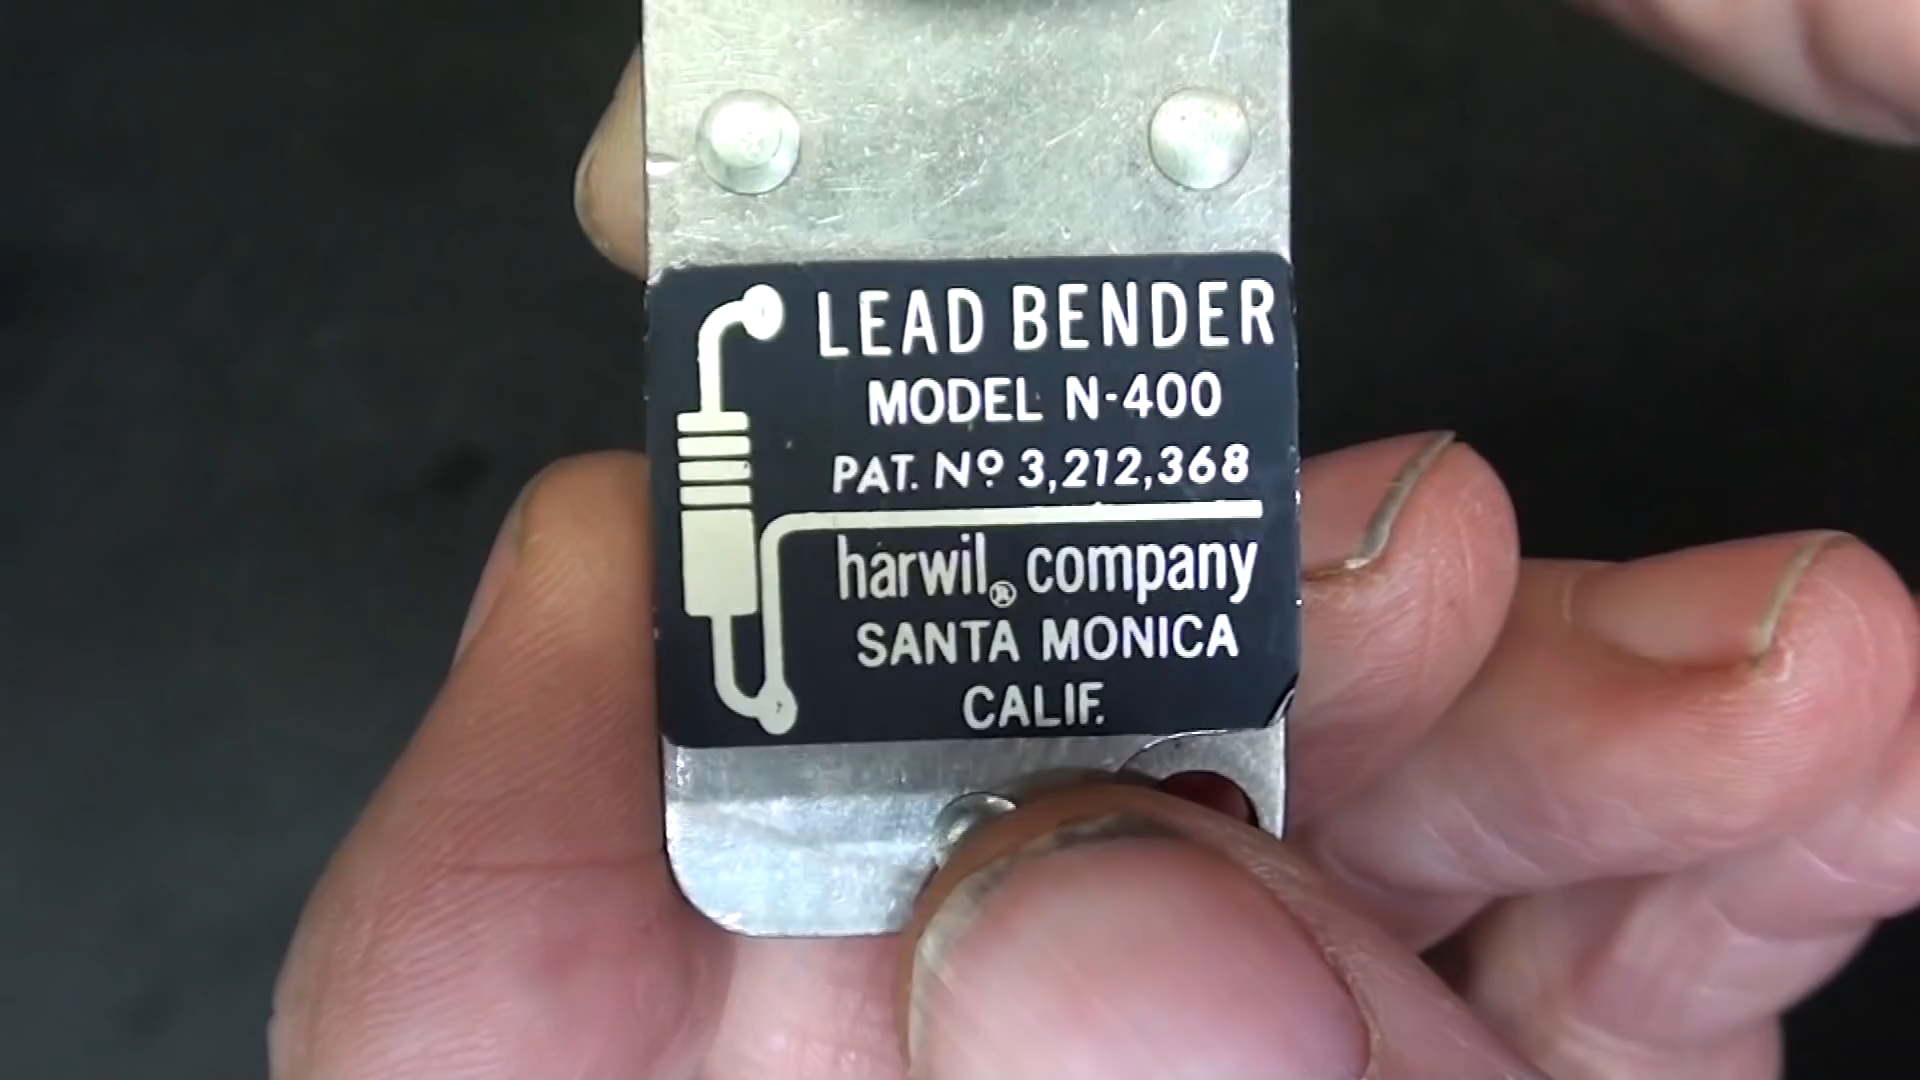 LEAD BENDER
MODEL N-400
PAT. Nº 3,212,368
harwil® company
SANTA MONICA
CALIF.